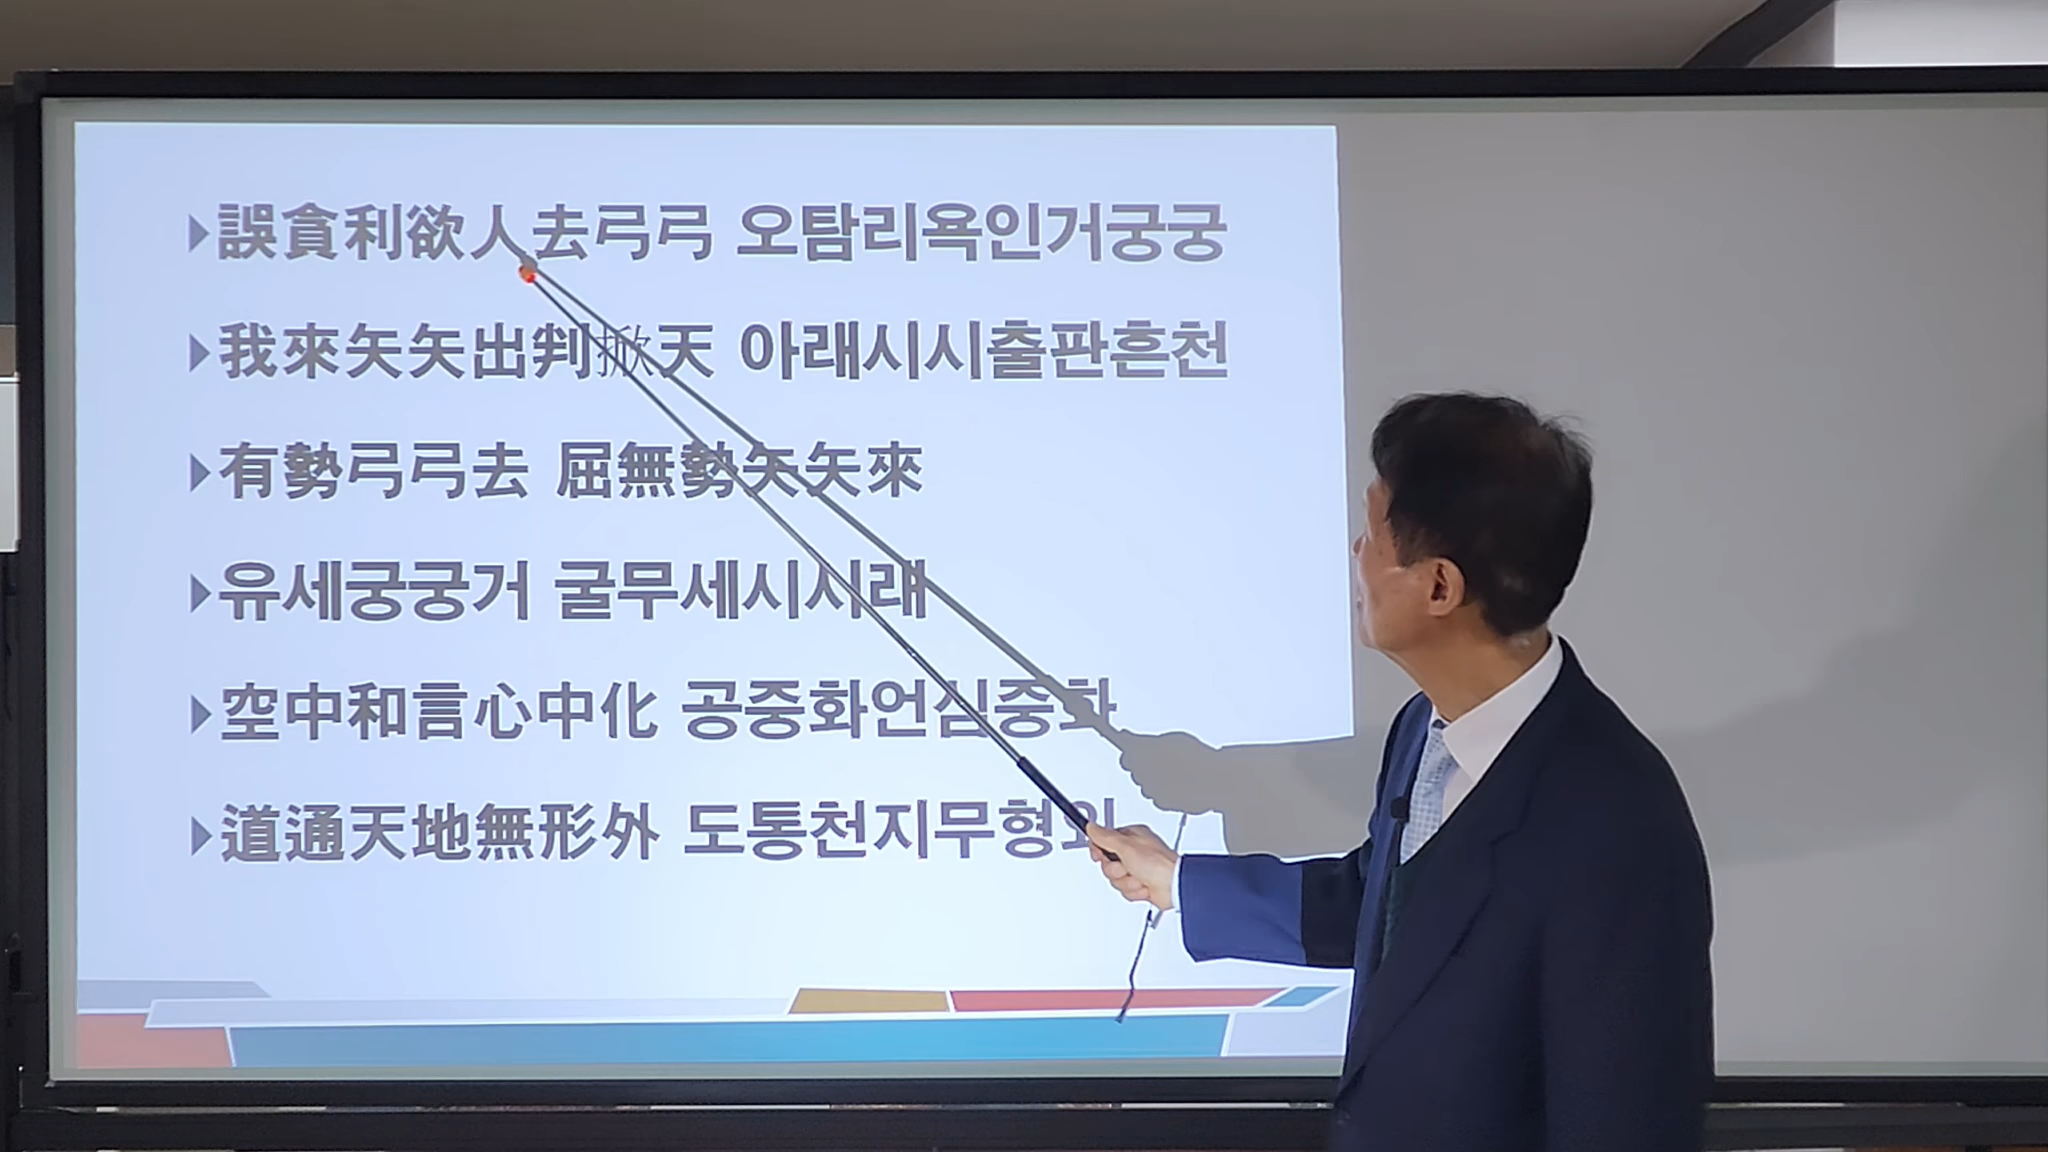 誤貪利欲人去弓弓 오탐리욕인거궁궁
我來矢矢出判掀天 아래시시출판흔천
有勢弓弓去 屈無勢矢矢來
유세궁궁거 굴무세시시래
空中和言心中化 공중화언심중화
道通天地無形外 도통천지무형외